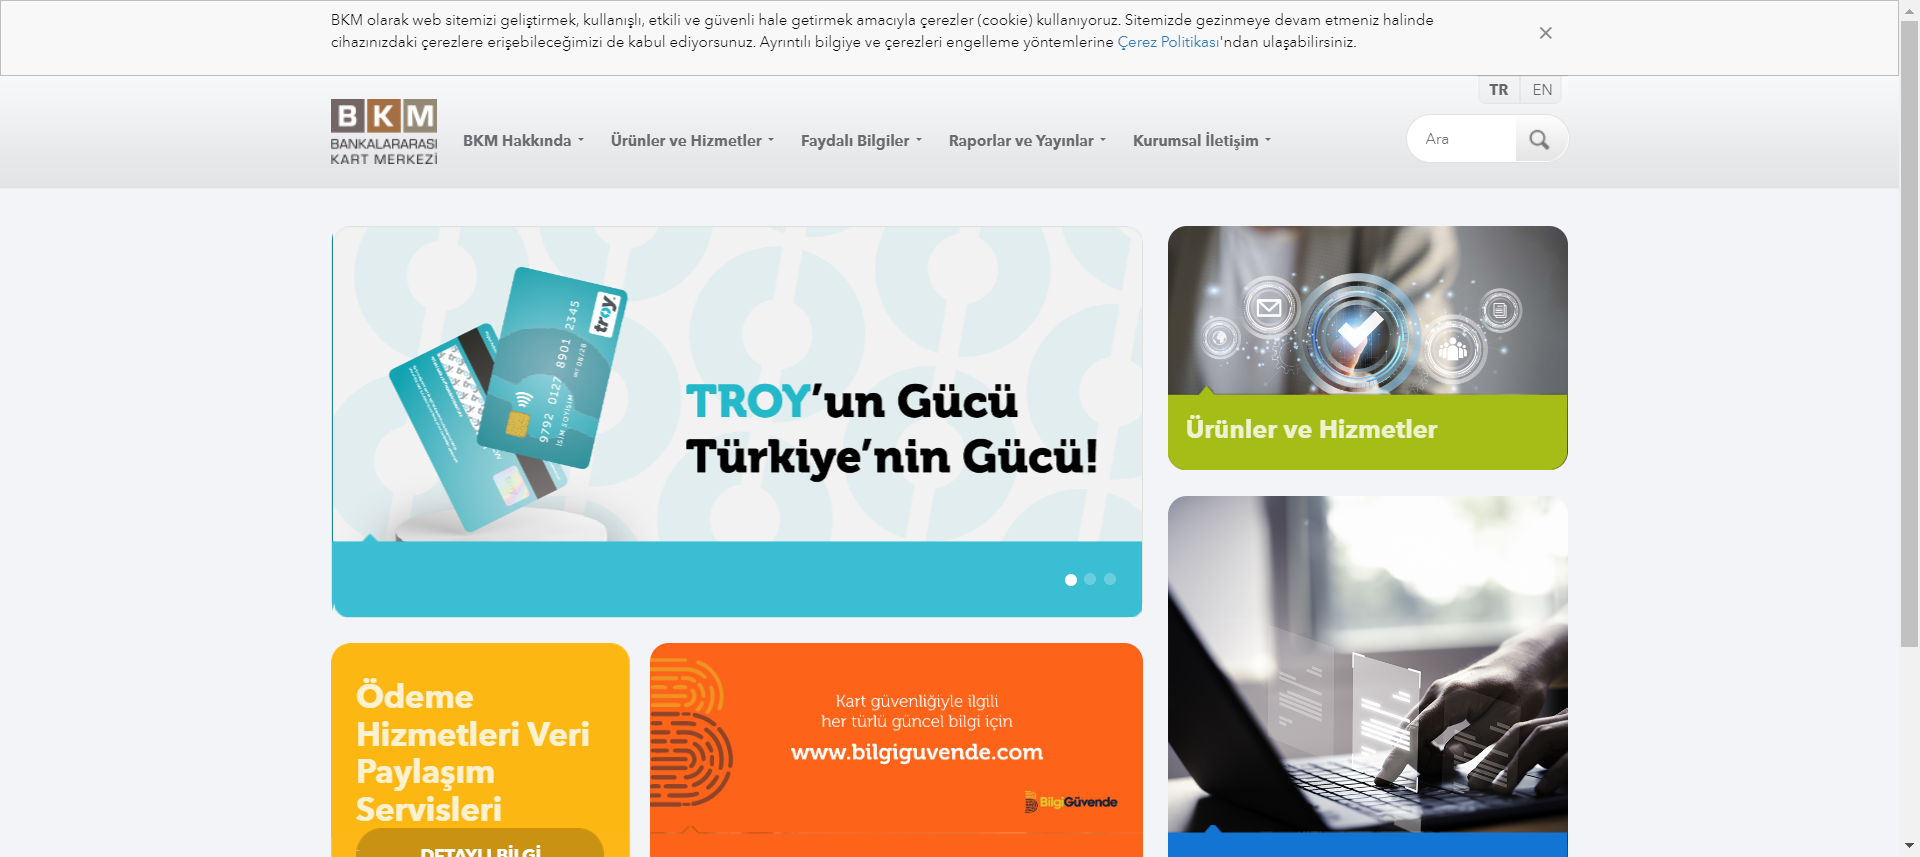 BKM olarak web sitemizi geliştirmek, kullanışlı, etkili ve güvenli hale getirmek amacıyla çerezler (cookie) kullanıyoruz. Sitemizde gezinmeye devam etmeniz halinde
cihazınızdaki çerezlere erişebileceğimizi de kabul ediyorsunuz. Ayrıntılı bilgiye ve çerezleri engelleme yöntemlerine Çerez Politikası'ndan ulaşabilirsiniz.
TR EN
BKM
BANKALARARASI
KART MERKEZİ
BKM Hakkında
Ürünler ve Hizmetler
Faydalı Bilgiler
Raporlar ve Yayınlar
Kurumsal İletişim
Ara
troy
9792 0127 8901 2345
İSİM SOYİSİM
TROY'un Gücü
Türkiye'nin Gücü!
Ürünler ve Hizmetler
Ödeme
Hizmetleri Veri
Paylaşım
Servisleri
DETAYLI BİLGİ
Kart güvenliğiyle ilgili
her türlü güncel bilgi için
www.bilgiguvende.com
BilgiGüvende